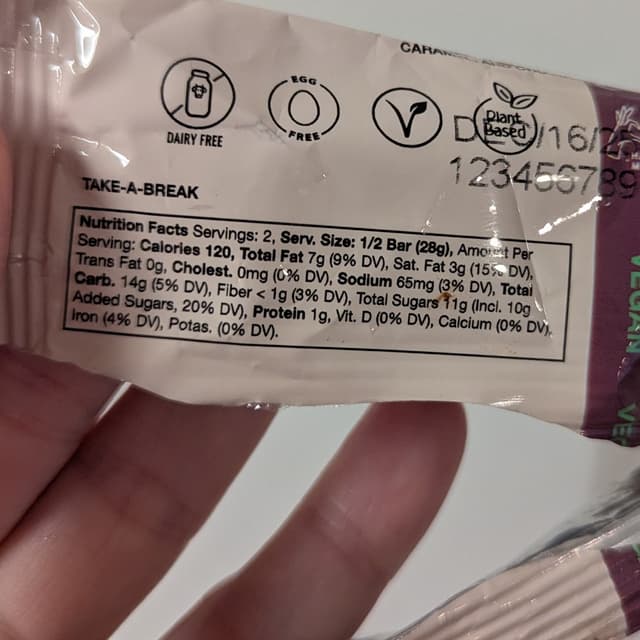 DAIRY FREE
EGG
FREE
V
Plant
Based
/16/
123456789
TAKE-A-BREAK
Nutrition Facts Servings: 2, Serv. Size: 1/2 Bar (28g), Amount Per
Serving: Calories 120, Total Fat 7g (9% DV), Sat. Fat 3g (15% DV),
Trans Fat 0g, Cholest. 0mg (0% DV), Sodium 65mg (3% DV), Total
Carb. 14g (5% DV), Fiber < 1g (3% DV), Total Sugars 11g (Incl. 10g
Added Sugars, 20% DV), Protein 1g, Vit. D (0% DV), Calcium (0% DV),
Iron (4% DV), Potas. (0% DV).
VEGAN